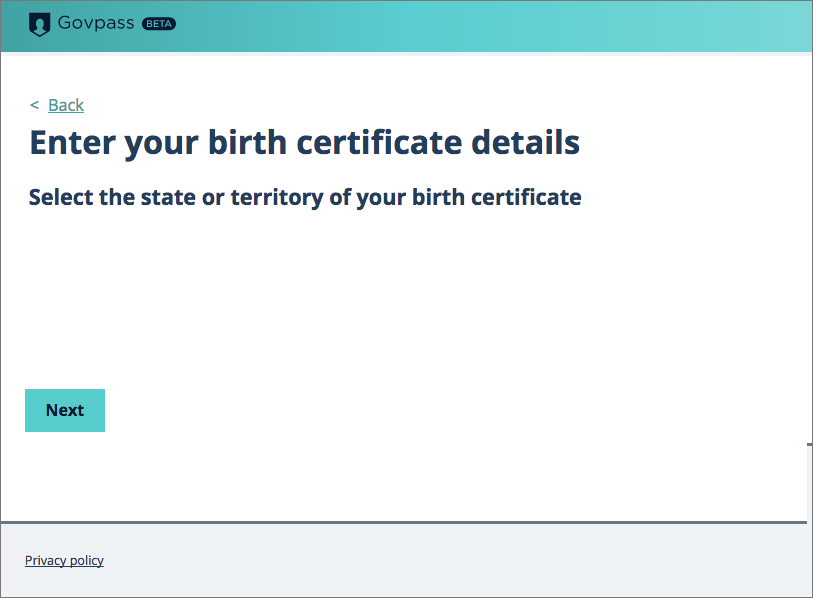 Govpass BETA
< Back
Enter your birth certificate details
Select the state or territory of your birth certificate
Next
Privacy policy